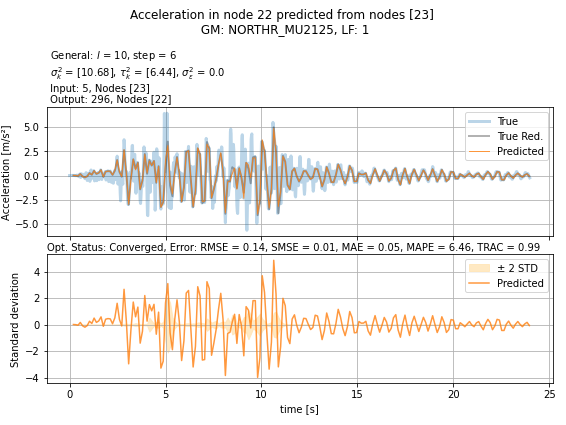 Acceleration in node 22 predicted from nodes [23]
GM: NORTHR_MU2125, LF: 1
General: l = 10, step = 6
σ²ₖ = [10.68], τ²ₖ = [6.44], σ²ε = 0.0
Input: 5, Nodes [23]
Output: 296, Nodes [22]
True
True Red.
Predicted
Acceleration [m/s²]
5.0
2.5
0.0
−2.5
−5.0
Opt. Status: Converged, Error: RMSE = 0.14, SMSE = 0.01, MAE = 0.05, MAPE = 6.46, TRAC = 0.99
± 2 STD
Predicted
Standard deviation
4
2
0
−2
−4
0 5 10 15 20 25
time [s]